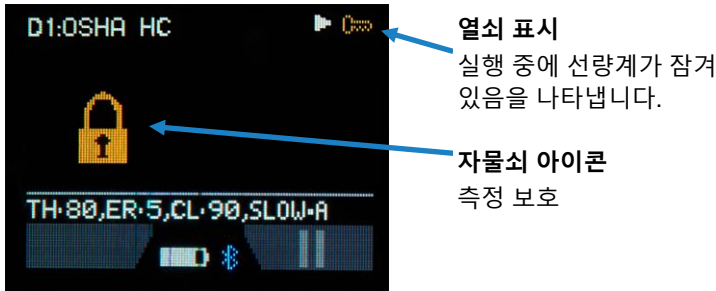 D1:OSHA HC
TH·80,ER·5,CL·90,SLOW·A
열쇠 표시
실행 중에 선량계가 잠겨
있음을 나타냅니다.
자물쇠 아이콘
측정 보호